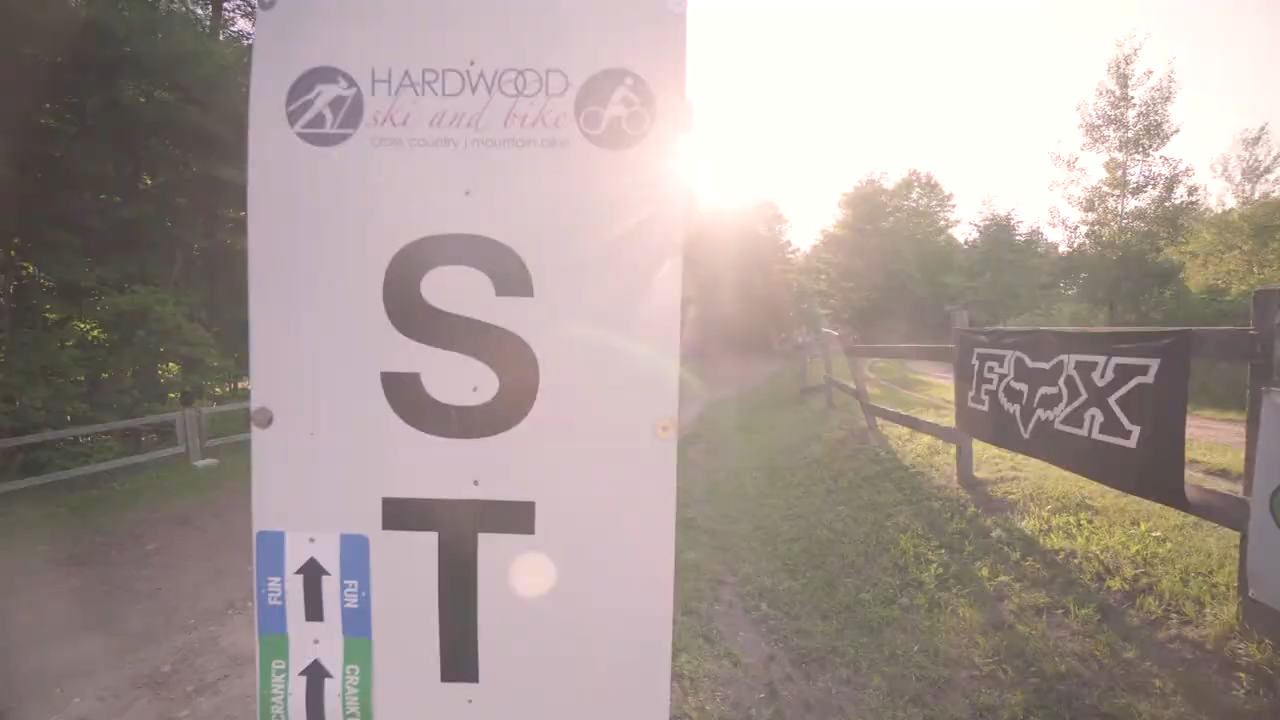 HARDWOOD
ski and bike
cross country | mountain bike
S
T
FUN FUN
CRANK'D CRANK'
FOX